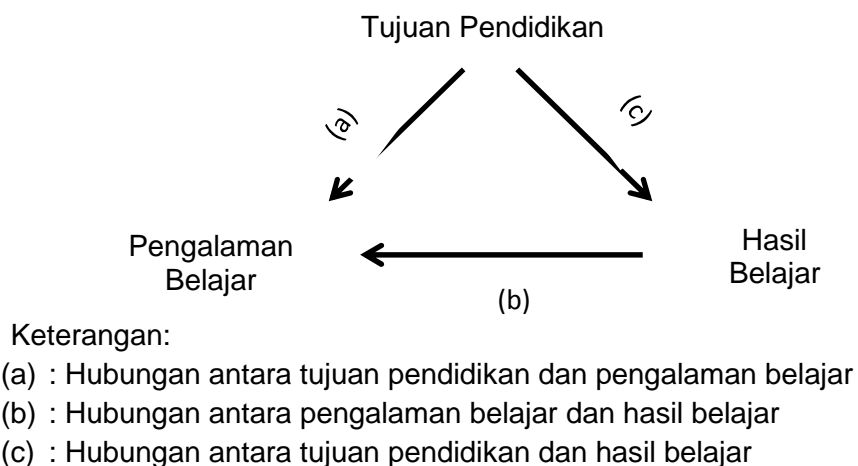 Tujuan Pendidikan
(a)
(c)
Pengalaman
Belajar
Hasil
Belajar
(b)
Keterangan:
(a) : Hubungan antara tujuan pendidikan dan pengalaman belajar
(b) : Hubungan antara pengalaman belajar dan hasil belajar
(c) : Hubungan antara tujuan pendidikan dan hasil belajar